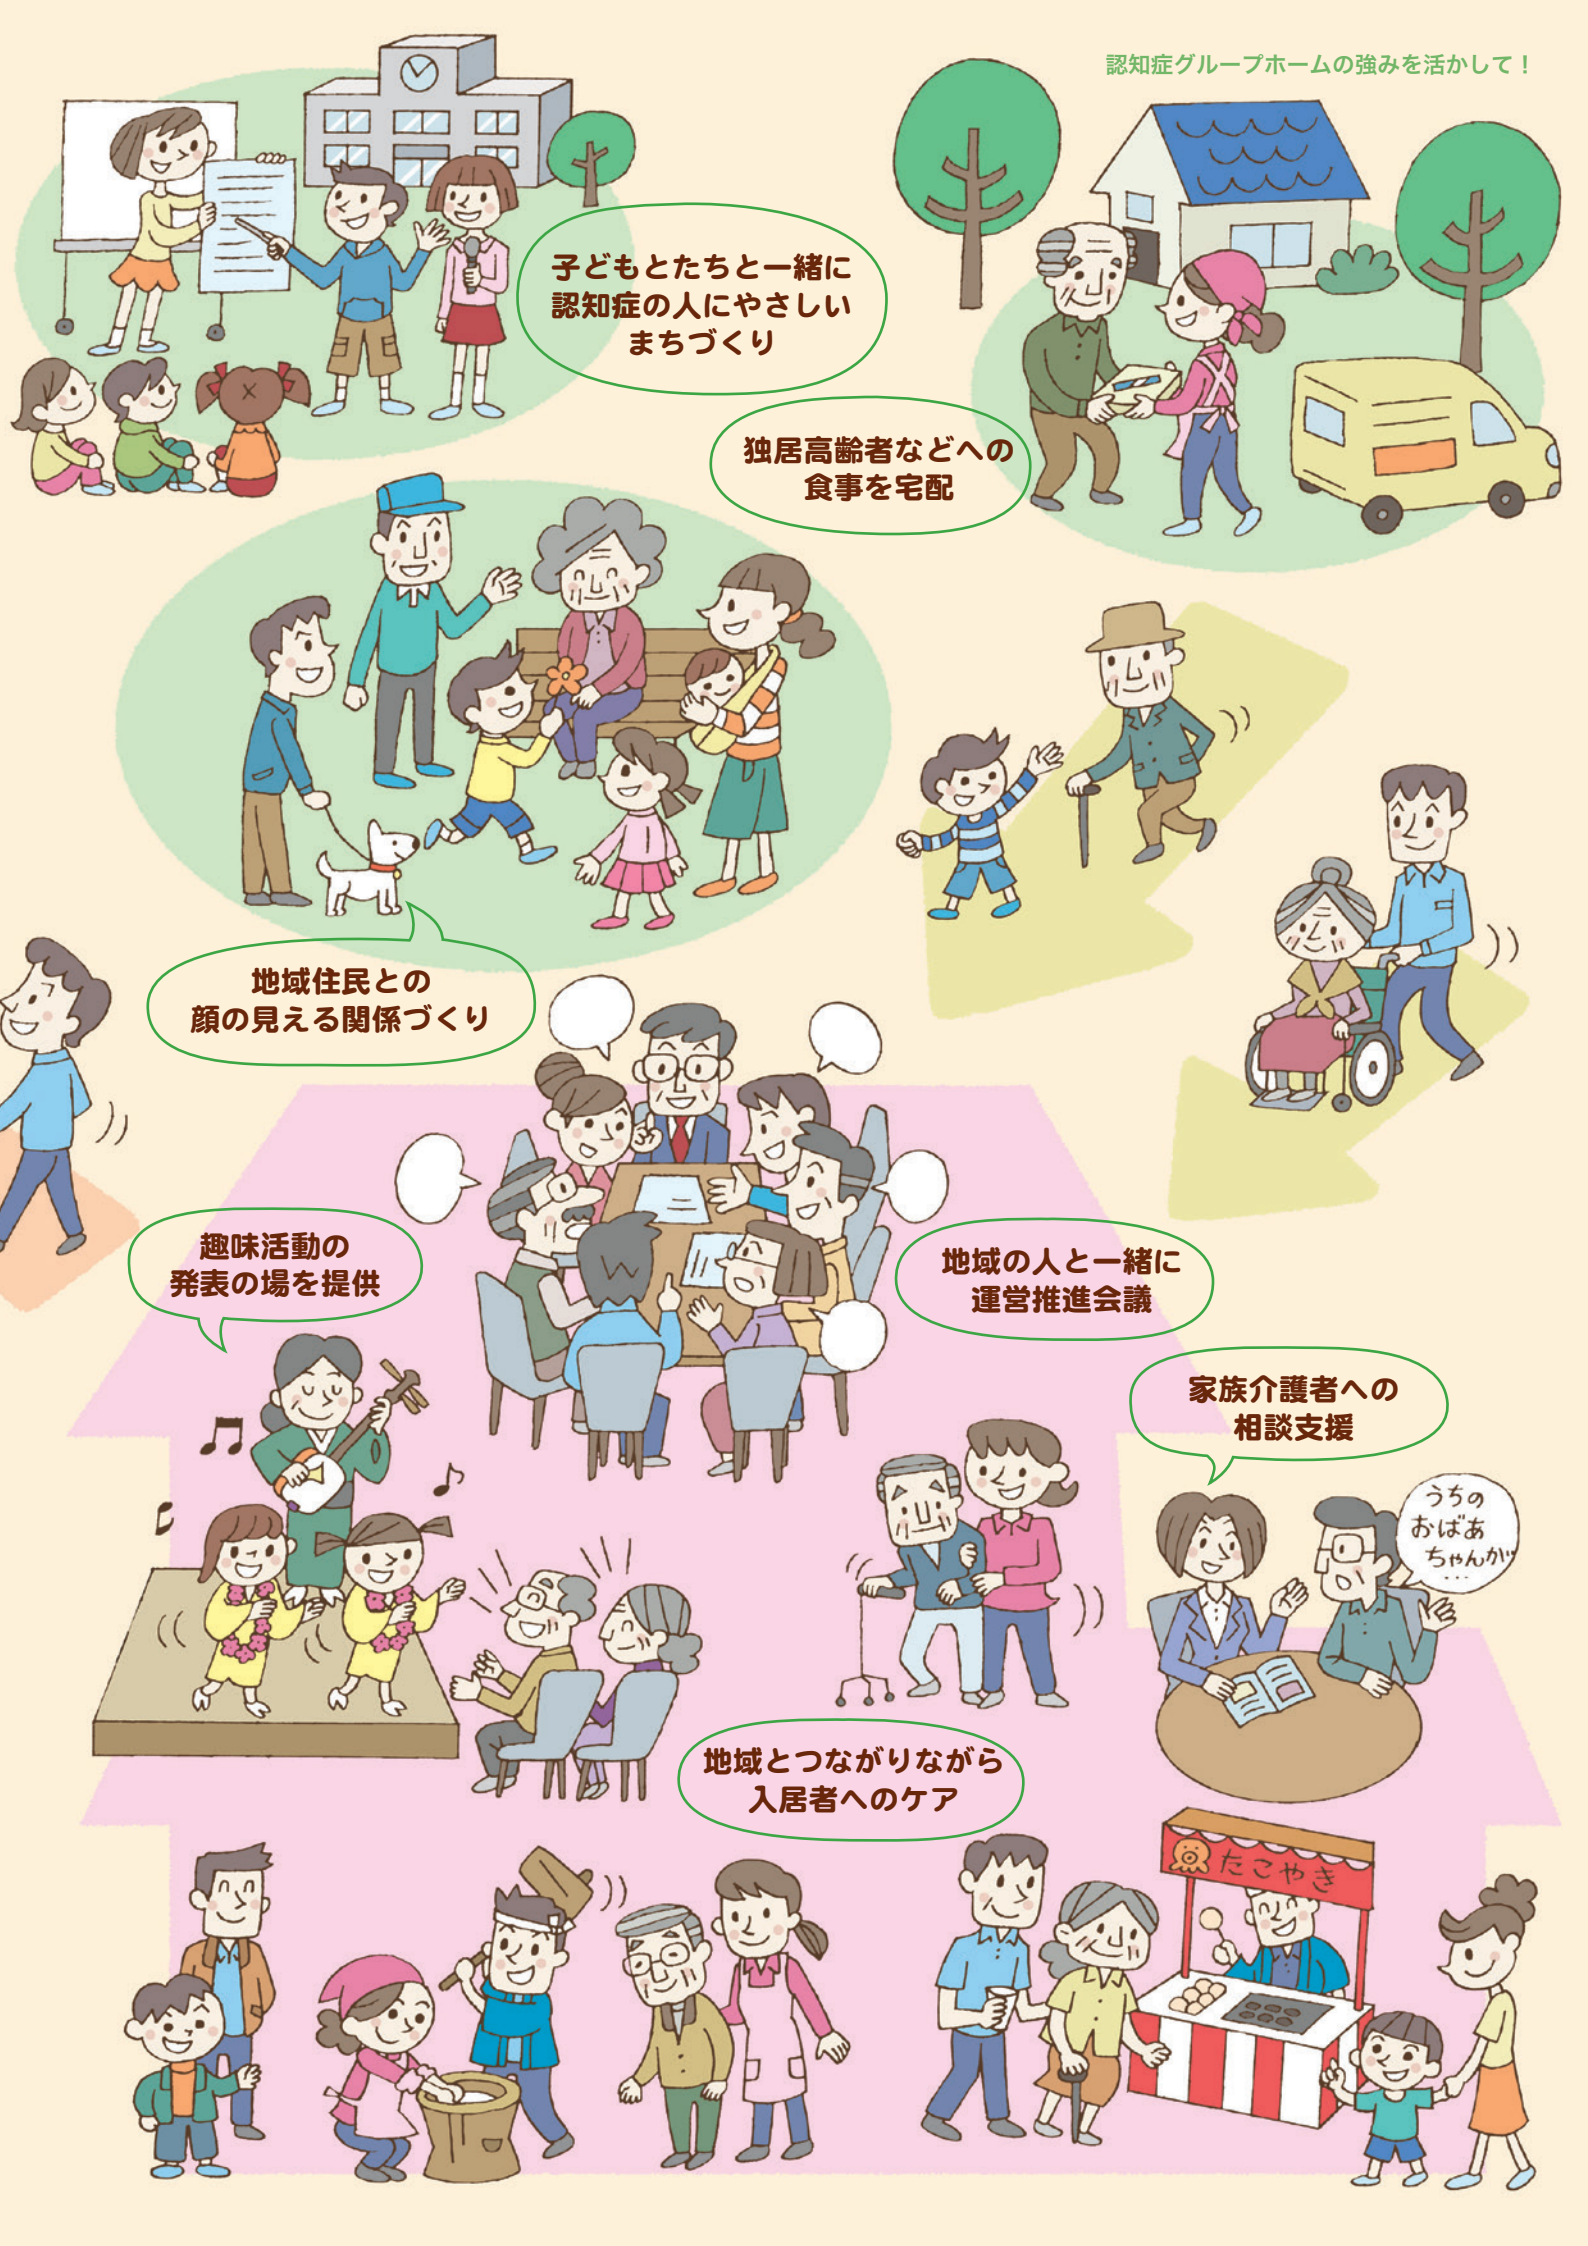 認知症グループホームの強みを活かして！
子どもとたちと一緒に
認知症の人にやさしい
まちづくり
独居高齢者などへの
食事を宅配
地域住民との
顔の見える関係づくり
趣味活動の
発表の場を提供
地域の人と一緒に
運営推進会議
家族介護者への
相談支援
うちの
おばあ
ちゃんが
...
地域とつながりながら
入居者へのケア
たこやき